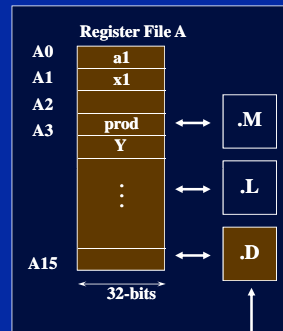 Register File A
A0
a1
A1
x1
A2
A3
prod
.M
Y
.L
.D
A15
32-bits